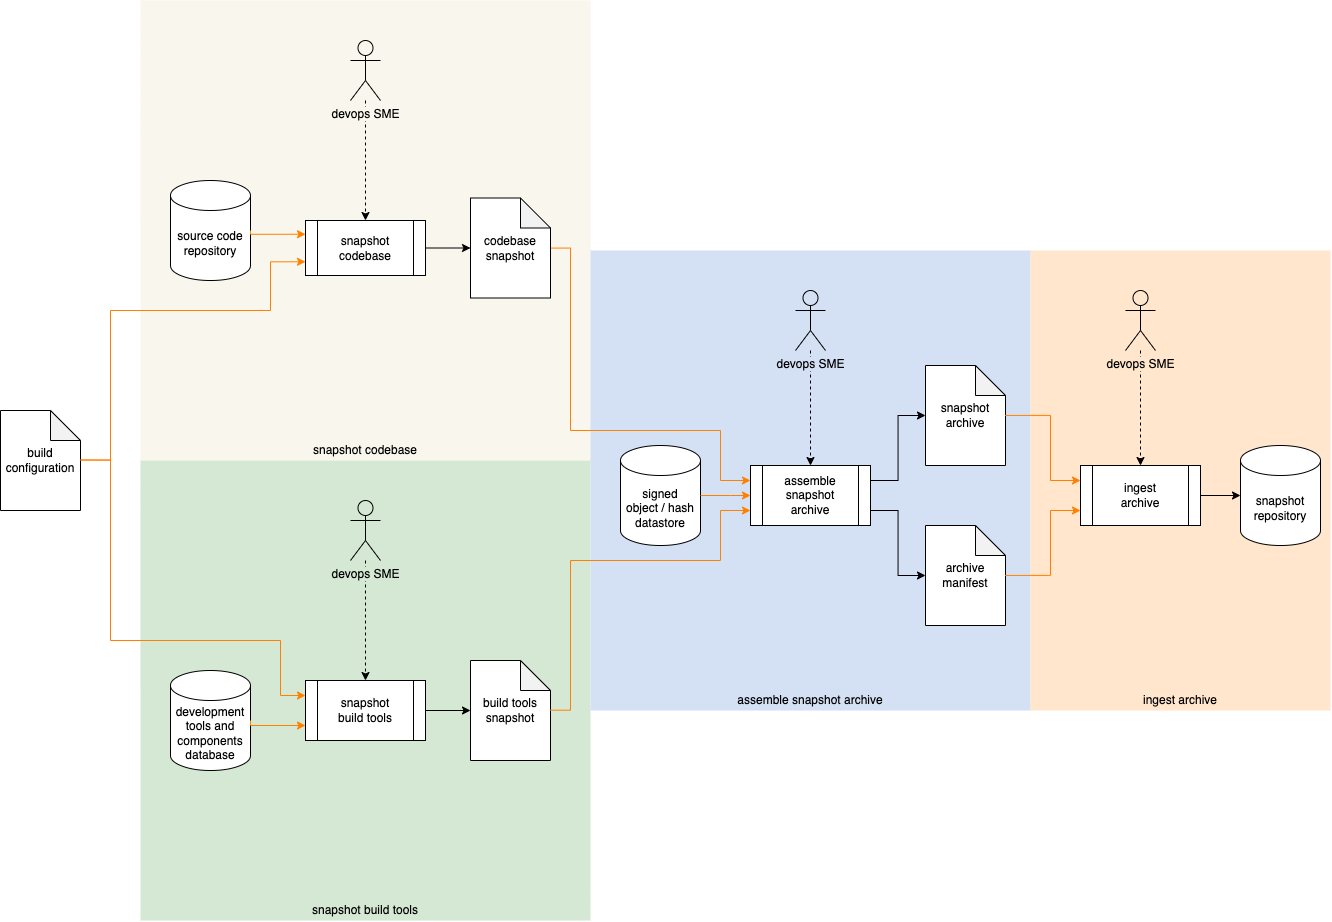 devops SME
source code
repository
snapshot
codebase
codebase
snapshot
snapshot codebase
build
configuration
devops SME
development
tools and
components
database
snapshot
build tools
build tools
snapshot
snapshot build tools
devops SME
signed
object / hash
datastore
assemble
snapshot
archive
snapshot
archive
archive
manifest
assemble snapshot archive
devops SME
ingest
archive
snapshot
repository
ingest archive